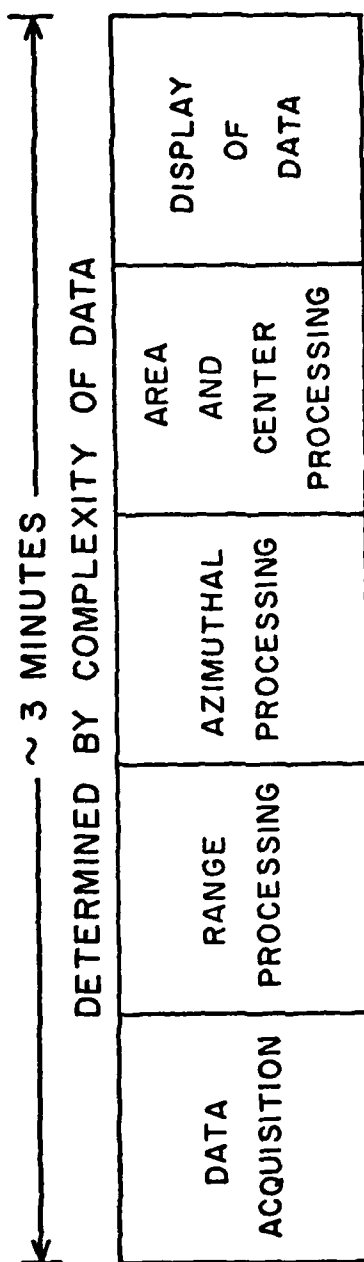 ~ 3 MINUTES
DETERMINED BY COMPLEXITY OF DATA
DATA
ACQUISITION
RANGE
PROCESSING
AZIMUTHAL
PROCESSING
AREA
AND
CENTER
PROCESSING
DISPLAY
OF
DATA